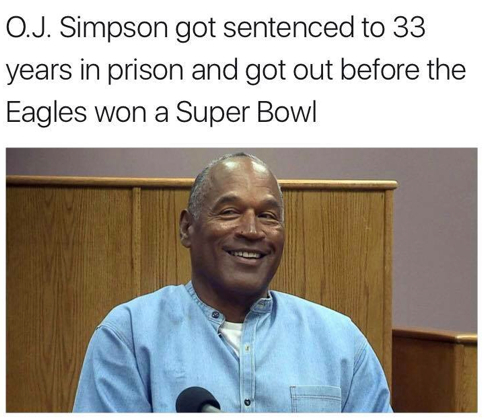 O.J. Simpson got sentenced to 33
years in prison and got out before the
Eagles won a Super Bowl